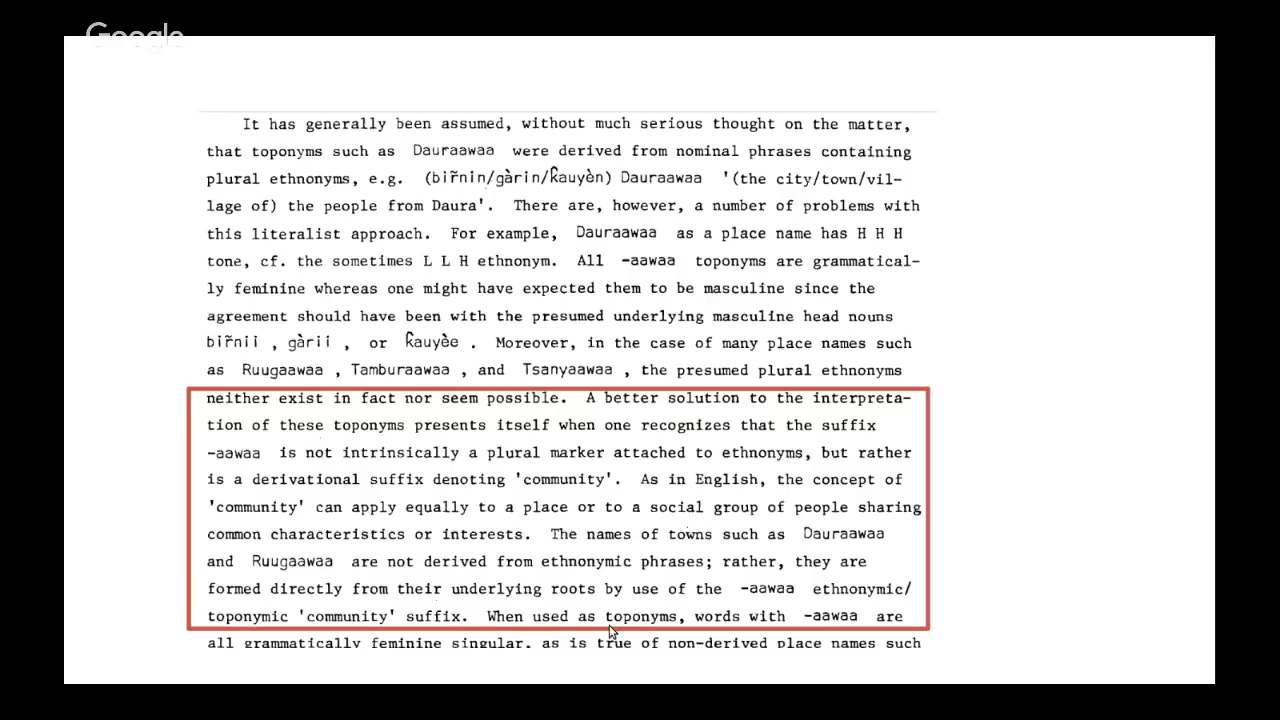 Google
It has generally been assumed, without much serious thought on the matter,
that toponyms such as Dauraawaa were derived from nominal phrases containing
plural ethnonyms, e.g. (bir̃nin/gàrin/ƙauyèn) Dauraawaa '(the city/town/vil-
lage of) the people from Daura'. There are, however, a number of problems with
this literalist approach. For example, Dauraawaa as a place name has H H H
tone, cf. the sometimes L L H ethnonym. All -aawaa toponyms are grammatical-
ly feminine whereas one might have expected them to be masculine since the
agreement should have been with the presumed underlying masculine head nouns
bir̃nii , gàrii , or ƙauyèe . Moreover, in the case of many place names such
as Ruugaawaa , Tamburaawaa , and Tsanyaawaa , the presumed plural ethnonyms
neither exist in fact nor seem possible. A better solution to the interpreta-
tion of these toponyms presents itself when one recognizes that the suffix
-aawaa is not intrinsically a plural marker attached to ethnonyms, but rather
is a derivational suffix denoting 'community'. As in English, the concept of
'community' can apply equally to a place or to a social group of people sharing
common characteristics or interests. The names of towns such as Dauraawaa
and Ruugaawaa are not derived from ethnonymic phrases; rather, they are
formed directly from their underlying roots by use of the -aawaa ethnonymic/
toponymic 'community' suffix. When used as toponyms, words with -aawaa are
all grammatically feminine singular, as is true of non-derived place names such